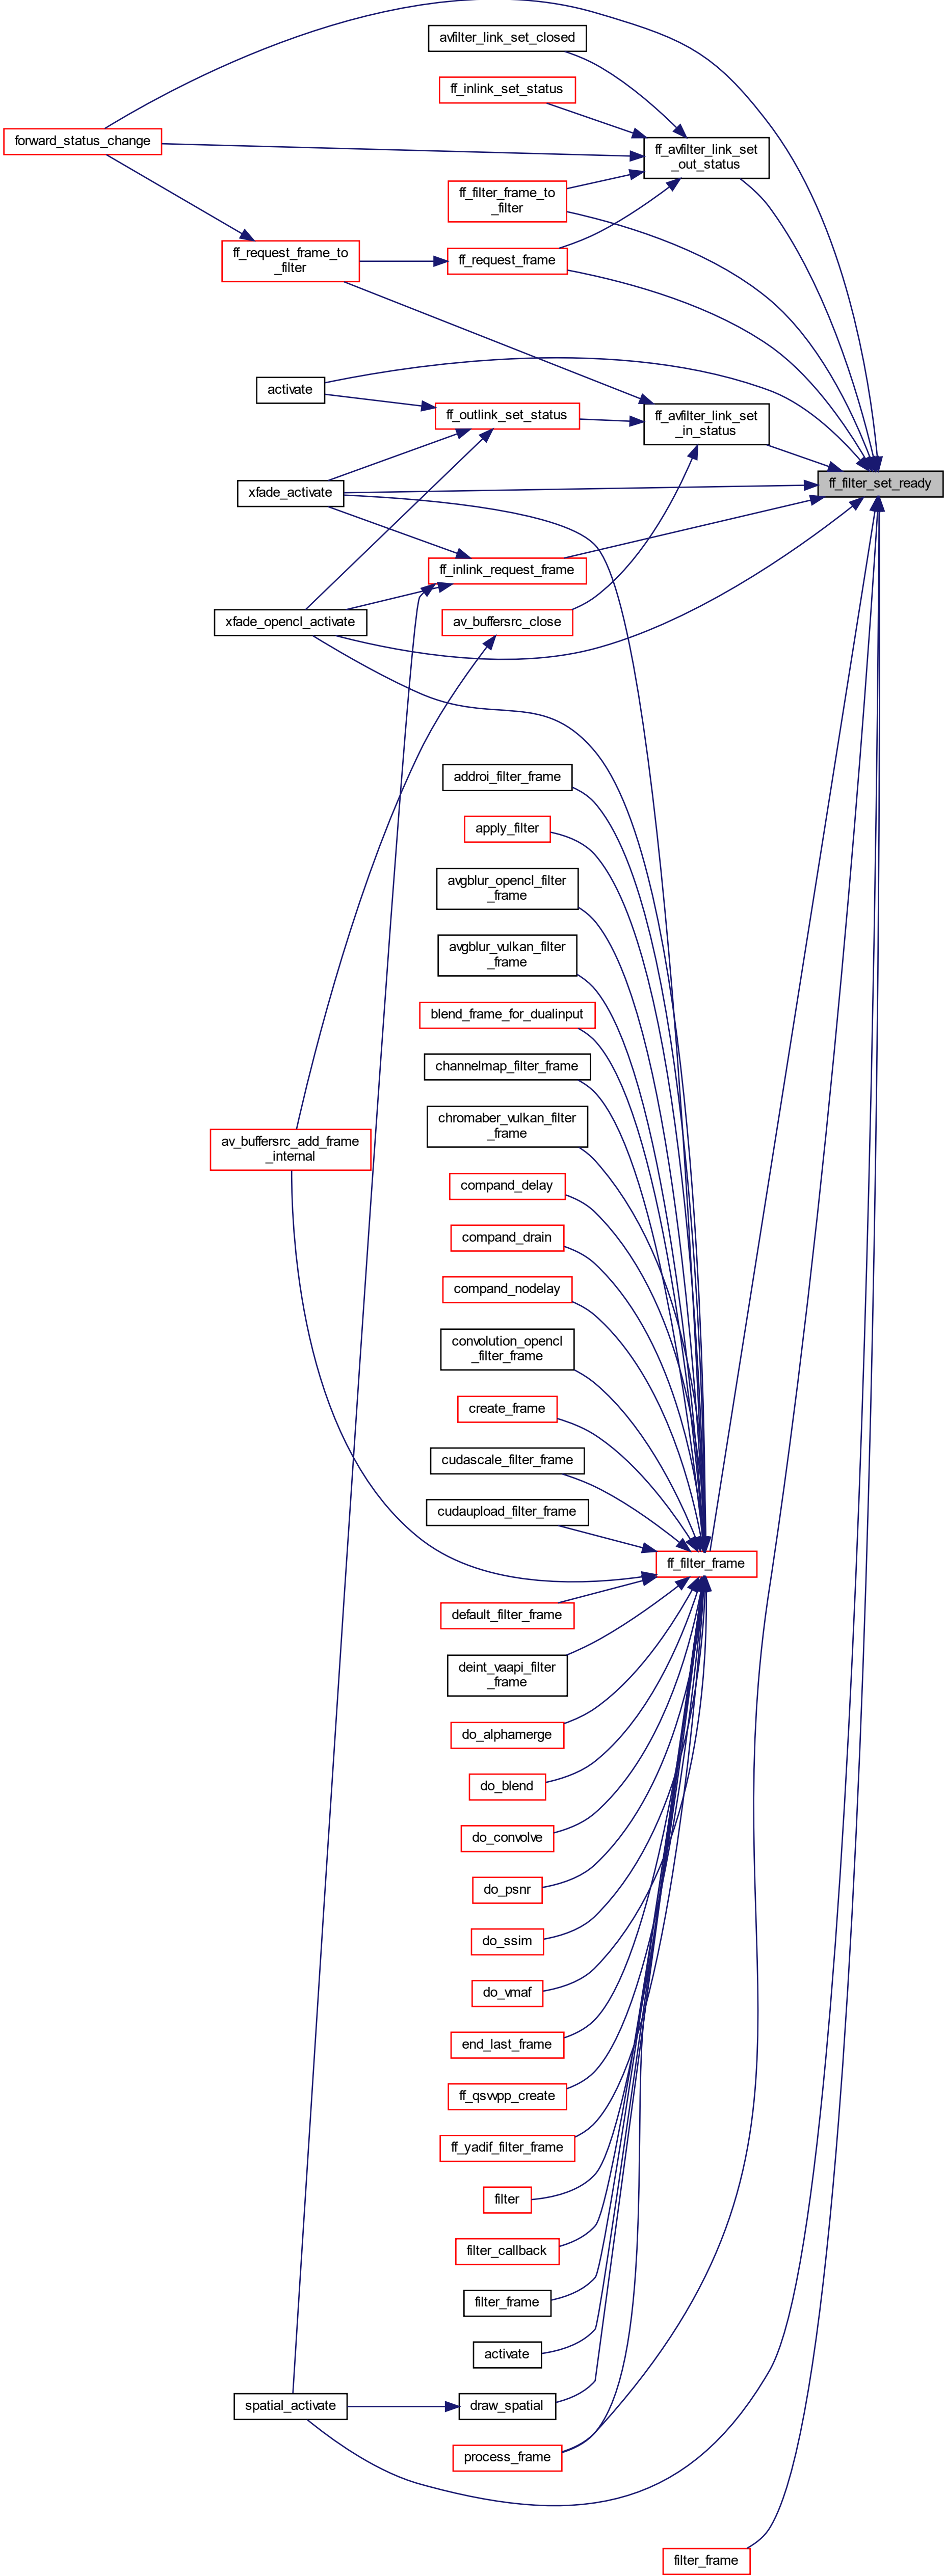 avfilter_link_set_closed
ff_inlink_set_status
forward_status_change
ff_avfilter_link_set
_out_status
ff_filter_frame_to
_filter
ff_request_frame_to
_filter
ff_request_frame
activate
ff_outlink_set_status
ff_avfilter_link_set
_in_status
ff_filter_set_ready
xfade_activate
ff_inlink_request_frame
xfade_opencl_activate
av_buffersrc_close
addroi_filter_frame
apply_filter
avgblur_opencl_filter
_frame
avgblur_vulkan_filter
_frame
blend_frame_for_dualinput
channelmap_filter_frame
chromaber_vulkan_filter
_frame
av_buffersrc_add_frame
_internal
compand_delay
compand_drain
compand_nodelay
convolution_opencl
_filter_frame
create_frame
cudascale_filter_frame
cudaupload_filter_frame
ff_filter_frame
default_filter_frame
deint_vaapi_filter
_frame
do_alphamerge
do_blend
do_convolve
do_psnr
do_ssim
do_vmaf
end_last_frame
ff_qsvvpp_create
ff_yadif_filter_frame
filter
filter_callback
filter_frame
activate
spatial_activate
draw_spatial
process_frame
filter_frame